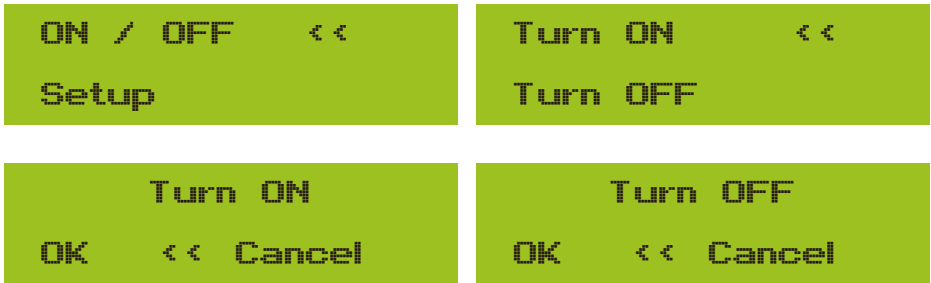 ON / OFF <<
Setup
Turn ON <<
Turn OFF
Turn ON
OK << Cancel
Turn OFF
OK << Cancel